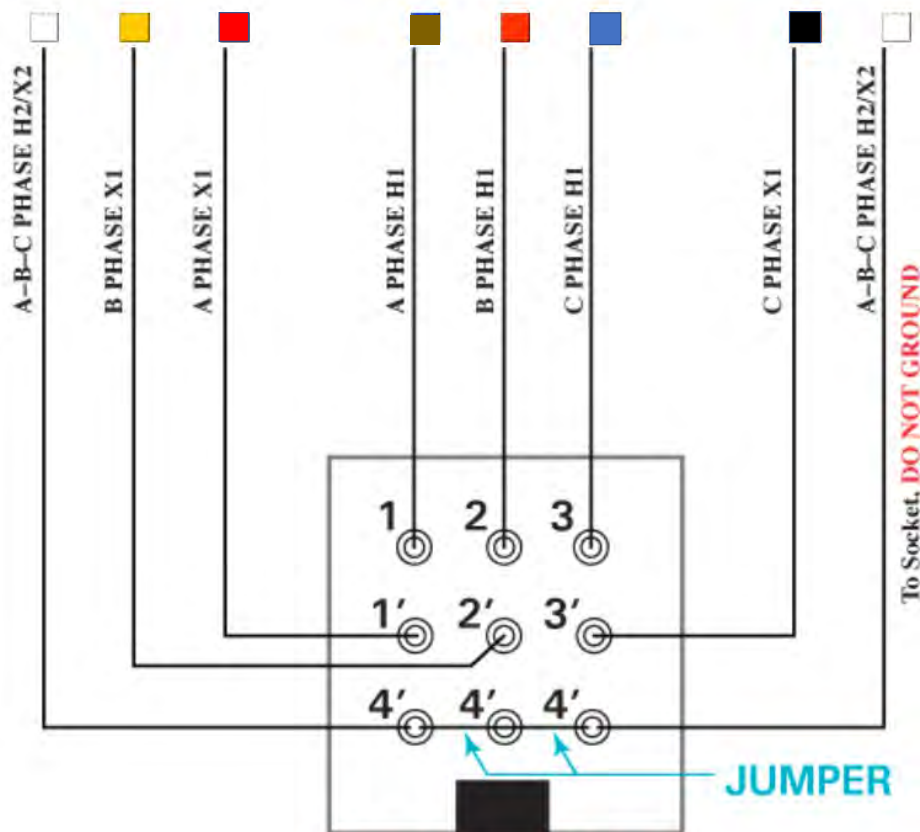 A–B–C PHASE H2/X2
B PHASE X1
A PHASE X1
A PHASE H1
B PHASE H1
C PHASE H1
C PHASE X1
A–B–C PHASE H2/X2
To Socket. DO NOT GROUND
1 2 3
1′ 2′ 3′
4′ 4′ 4′
JUMPER